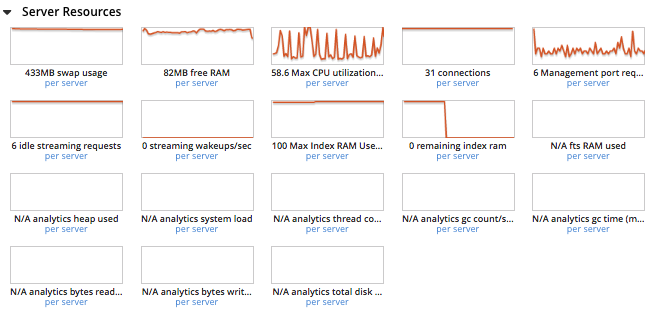 Server Resources
433MB swap usage
per server
82MB free RAM
per server
58.6 Max CPU utilization...
per server
31 connections
per server
6 Management port req...
per server
6 idle streaming requests
per server
0 streaming wakeups/sec
per server
100 Max Index RAM Use...
per server
0 remaining index ram
per server
N/A fts RAM used
per server
N/A analytics heap used
per server
N/A analytics system load
per server
N/A analytics thread co...
per server
N/A analytics gc count/s...
per server
N/A analytics gc time (m...
per server
N/A analytics bytes read...
per server
N/A analytics bytes writ...
per server
N/A analytics total disk ...
per server